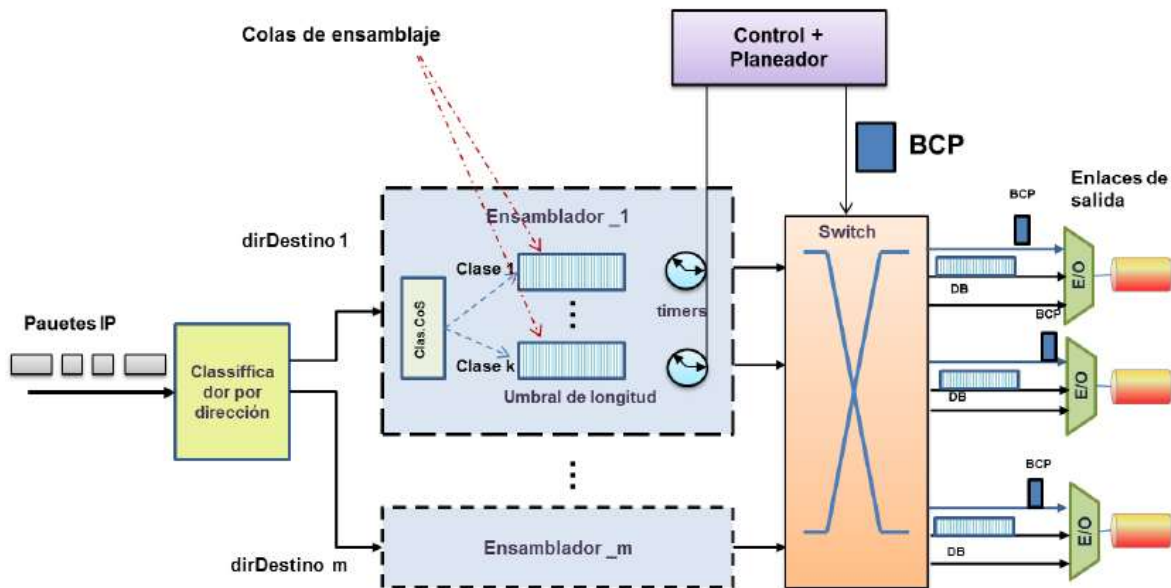 Colas de ensamblaje
Control +
Planeador
BCP
Enlaces de
salida
BCP
Ensamblador _1
dirDestino 1
Switch
Clase 1
Clas.CoS
timers
DB
E/O
BCP
Pauetes IP
Clase k
Classiffica
dor por
dirección
Umbral de longitud
DB
E/O
BCP
Ensamblador _m
dirDestino m
DB
E/O